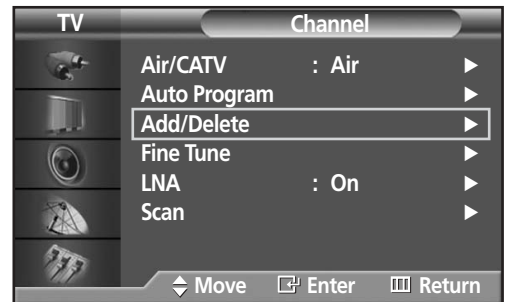 TV Channel
Air/CATV : Air
Auto Program
Add/Delete
Fine Tune
LNA : On
Scan
Move Enter Return